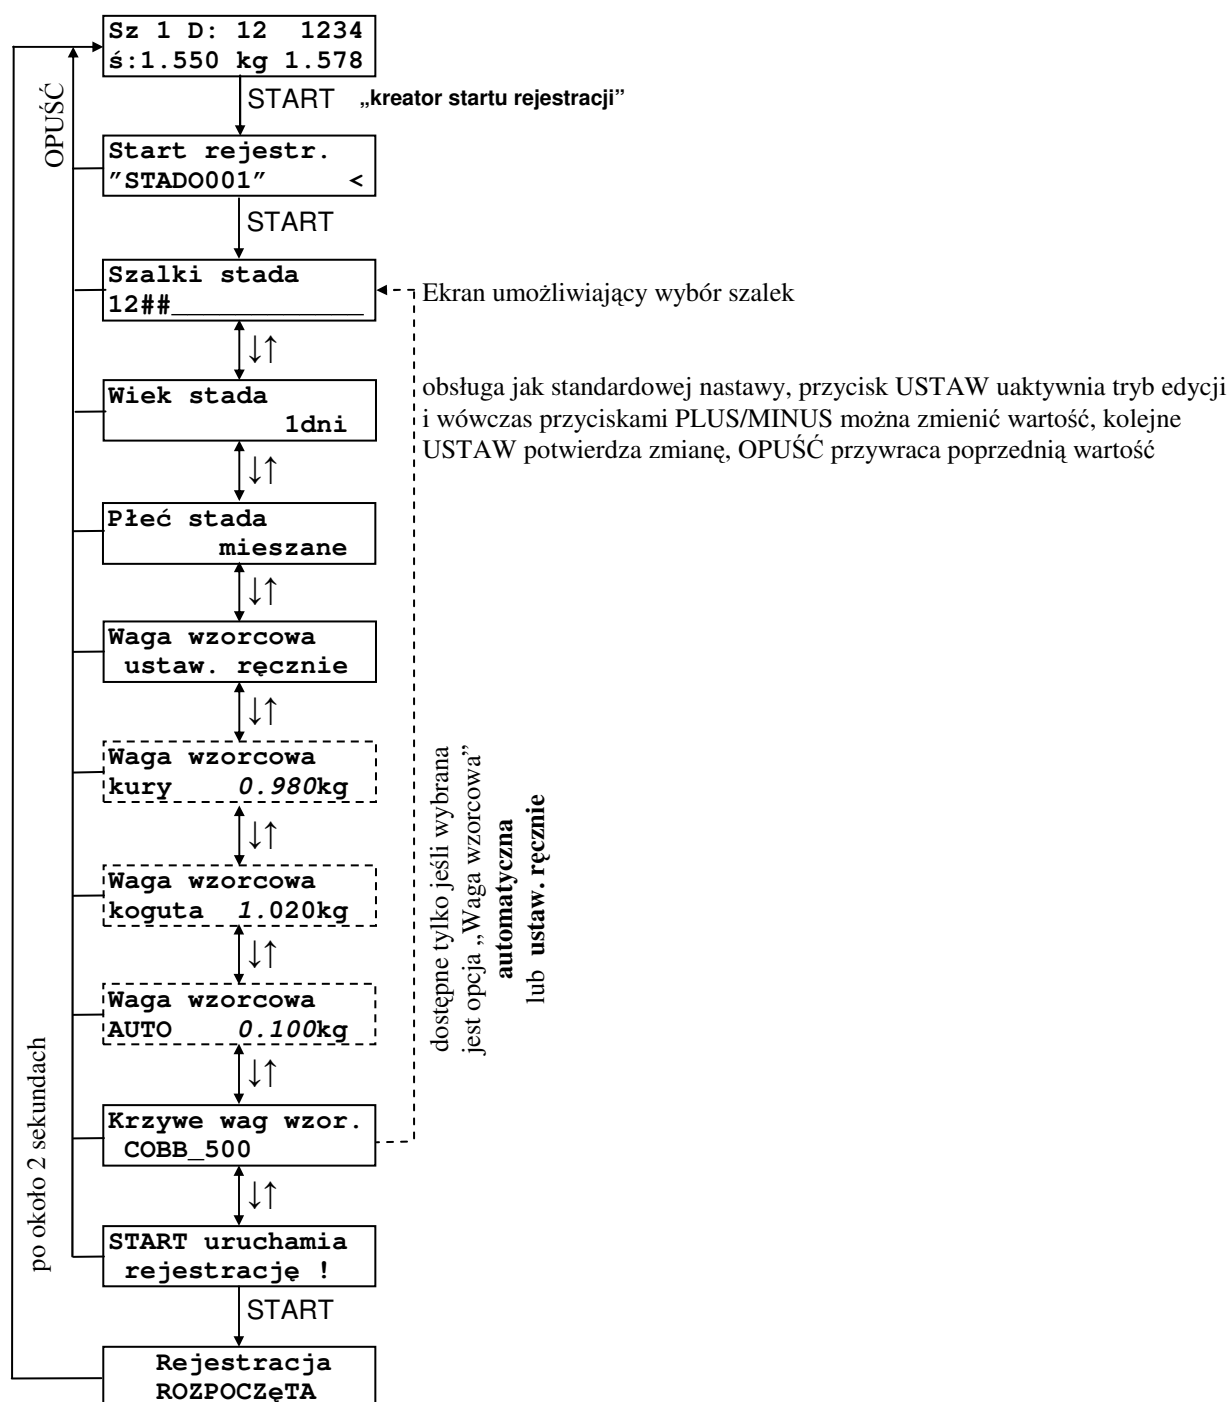 Sz 1 D: 12 1234
ś:1.550 kg 1.578
OPUŚĆ
START „kreator startu rejestracji”
Start rejestr.
”STADO001” <
START
Szalki stada
12##____________
Ekran umożliwiający wybór szalek
↓↑
Wiek stada
1dni
obsługa jak standardowej nastawy, przycisk USTAW uaktywnia tryb edycji
i wówczas przyciskami PLUS/MINUS można zmienić wartość, kolejne
USTAW potwierdza zmianę, OPUŚĆ przywraca poprzednią wartość
↓↑
Płeć stada
mieszane
↓↑
Waga wzorcowa
ustaw. ręcznie
↓↑
Waga wzorcowa
kury 0.980kg
↓↑
Waga wzorcowa
koguta 1.020kg
↓↑
Waga wzorcowa
AUTO 0.100kg
dostępne tylko jeśli wybrana
jest opcja „Waga wzorcowa”
automatyczna
lub ustaw. ręcznie
↓↑
Krzywe wag wzor.
COBB_500
↓↑
START uruchamia
rejestrację !
po około 2 sekundach
START
Rejestracja
ROZPOCZęTA